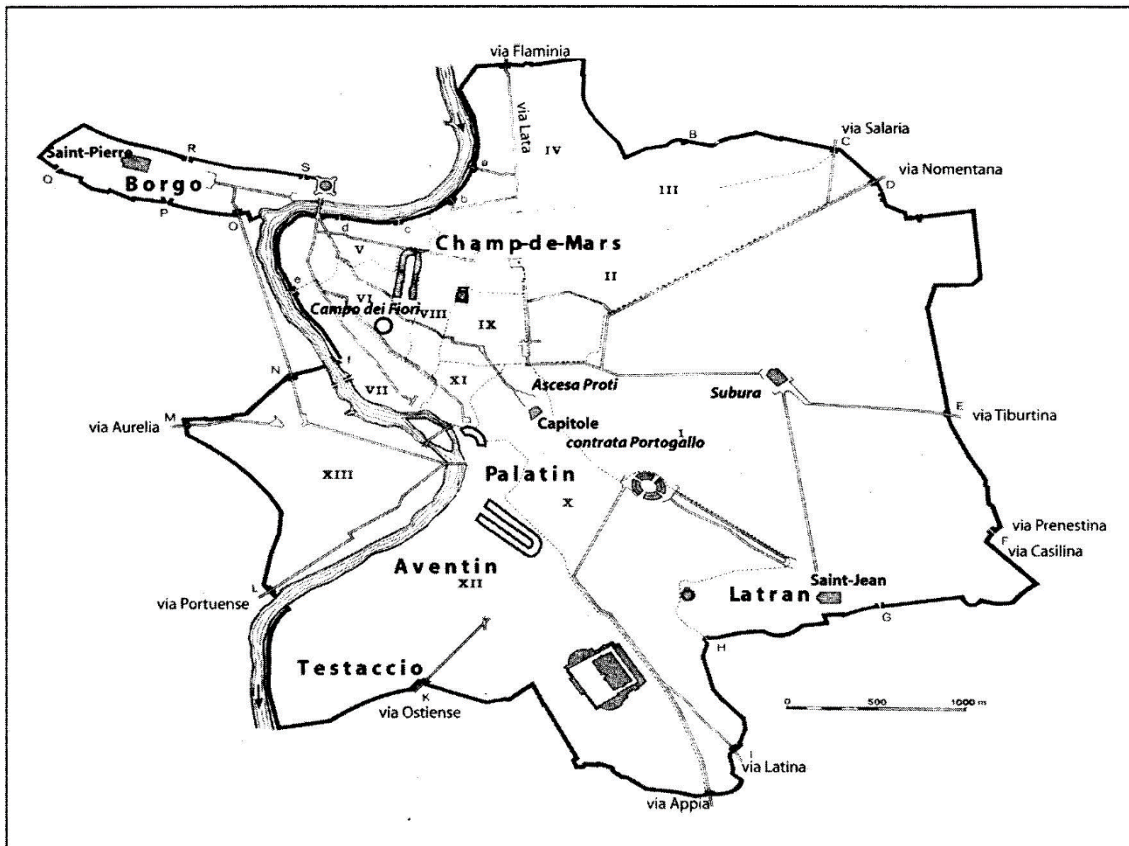 via Flaminia
via Lata
IV
B
C
via Salaria
via Nomentana
D
Saint-Pierre
R
S
Q
Borgo
P
O
a
b
III
d
c
Champ-de-Mars
V
II
e
VI
Campo dei Fiori
VIII
IX
f
N
VII
XI
Ascesa Proti
Subura
M
via Aurelia
Capitole
contrata Portogallo
I
E
via Tiburtina
XIII
Palatin
X
via Prenestina
F
via Casilina
Aventin
XII
L
via Portuense
Saint-Jean
Latran
G
H
Testaccio
K
via Ostiense
0 500 1000 m
I
via Latina
via Appia